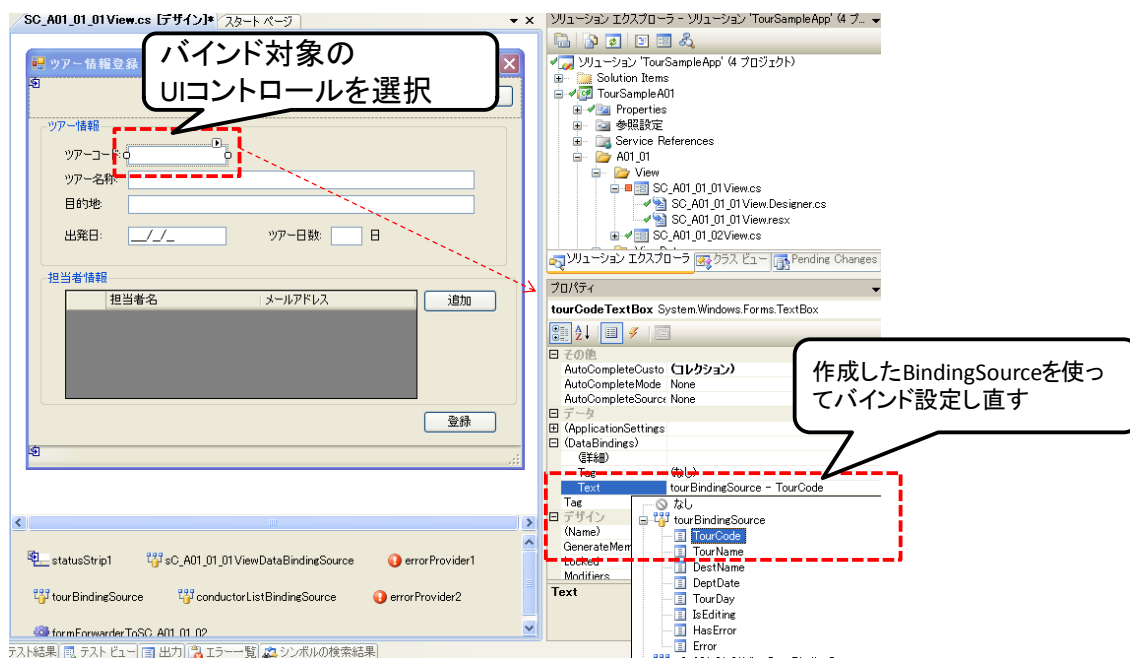 SC_A01_01_01View.cs [デザイン]*
スタート ページ
バインド対象の
UIコントロールを選択
ツアー情報登録
ツアー情報
ツアーコード:
ツアー名称:
目的地:
出発日:
__/_/_
ツアー日数:
日
担当者情報
担当者名
メールアドレス
追加
登録
statusStrip1
sC_A01_01_01ViewDataBindingSource
errorProvider1
tourBindingSource
conductorListBindingSource
errorProvider2
formForwarderToSC_A01_01_02
テスト結果
テスト ビュー
出力
エラー一覧
シンボルの検索結果
ソリューション エクスプローラ - ソリューション 'TourSampleApp' (4 プ...
ソリューション 'TourSampleApp' (4 プロジェクト)
Solution Items
TourSampleA01
Properties
参照設定
Service References
A01_01
View
SC_A01_01_01View.cs
SC_A01_01_01View.Designer.cs
SC_A01_01_01View.resx
SC_A01_01_02View.cs
ソリューション エクスプローラ
クラス ビュー
Pending Changes
プロパティ
tourCodeTextBox System.Windows.Forms.TextBox
その他
AutoCompleteCusto (コレクション)
AutoCompleteMode None
AutoCompleteSource None
データ
(ApplicationSettings
(DataBindings)
(詳細)
Tag (なし)
Text tourBindingSource - TourCode
Tag
デザイン
(Name)
GenerateMem
Locked
Modifiers
Text
なし
tourBindingSource
TourCode
TourName
DestName
DeptDate
TourDay
IsEditing
HasError
Error
作成したBindingSourceを使っ
てバインド設定し直す